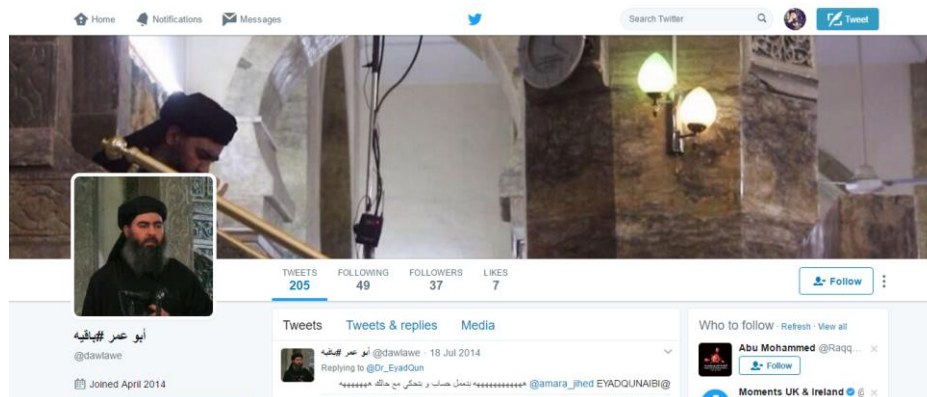 Home
Notifications
Messages
Search Twitter
Tweet
TWEETS
205
FOLLOWING
49
FOLLOWERS
37
LIKES
7
Follow
أبو عمر #باقيه
@dawlawe
Joined April 2014
Tweets
Tweets & replies
Media
أبو عمر #باقيه @dawlawe · 18 Jul 2014
Replying to @Dr_EyadQun
@amara_jihed EYADQUNAIBI@ هههههههههههيه بتعمل حساب و بتحكي مع حالك هههيهيهيه
Who to follow · Refresh · View all
Abu Mohammed @Raqq...
Follow
Moments UK & Ireland